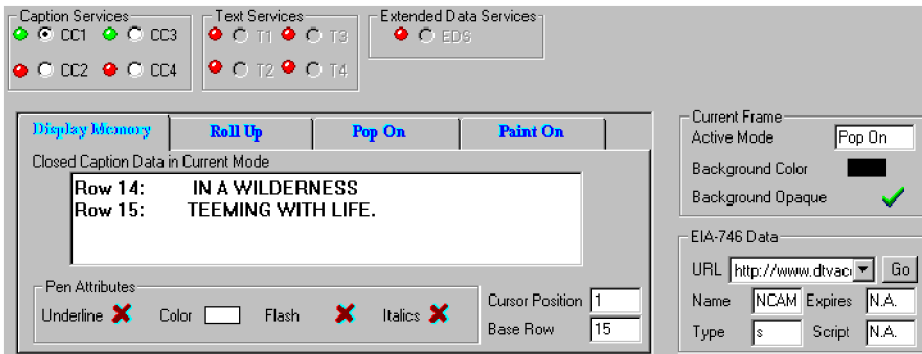 Caption Services
CC1 CC3
CC2 CC4
Text Services
T1 T3
T2 T4
Extended Data Services
EDS
Display Memory Roll Up Pop On Paint On
Closed Caption Data in Current Mode
Row 14: IN A WILDERNESS
Row 15: TEEMING WITH LIFE.
Pen Attributes
Underline Color Flash Italics
Cursor Position 1
Base Row 15
Current Frame
Active Mode Pop On
Background Color
Background Opaque
EIA-746 Data
URL http://www.dtvac Go
Name NCAM Expires N.A.
Type s Script N.A.